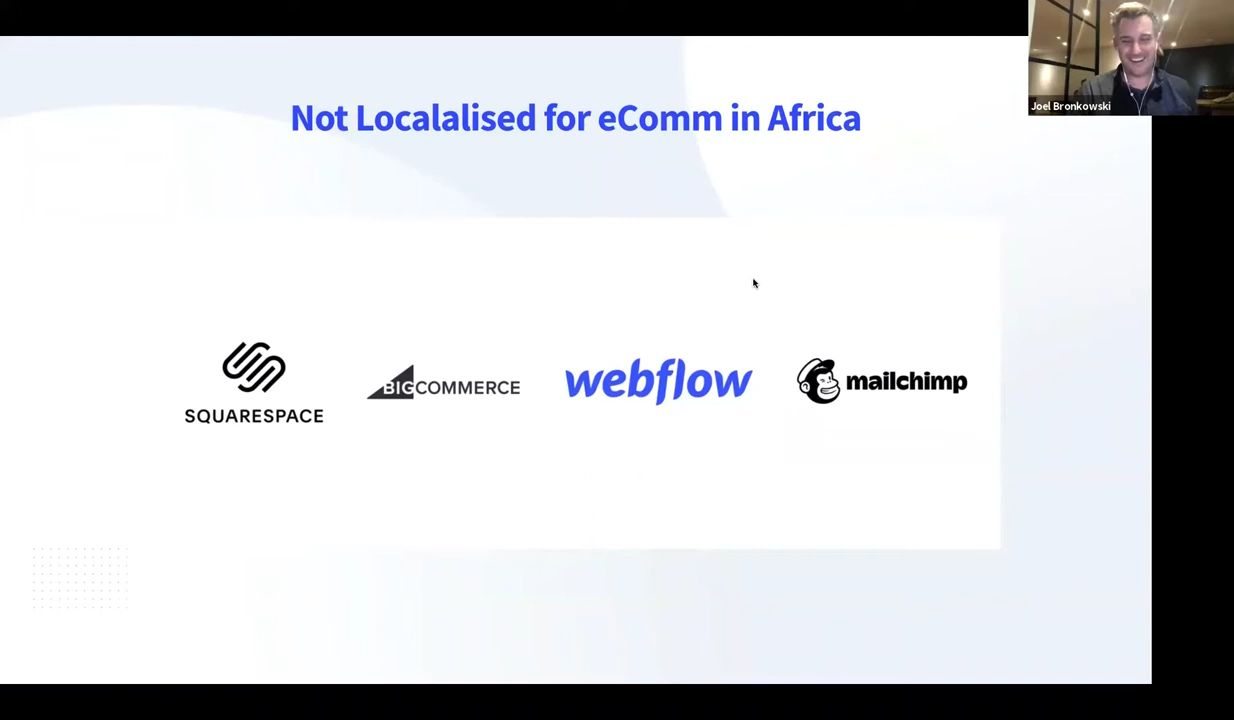 Not Localalised for eComm in Africa
Joel Bronkowski
SQUARESPACE
BIGCOMMERCE
webflow
mailchimp